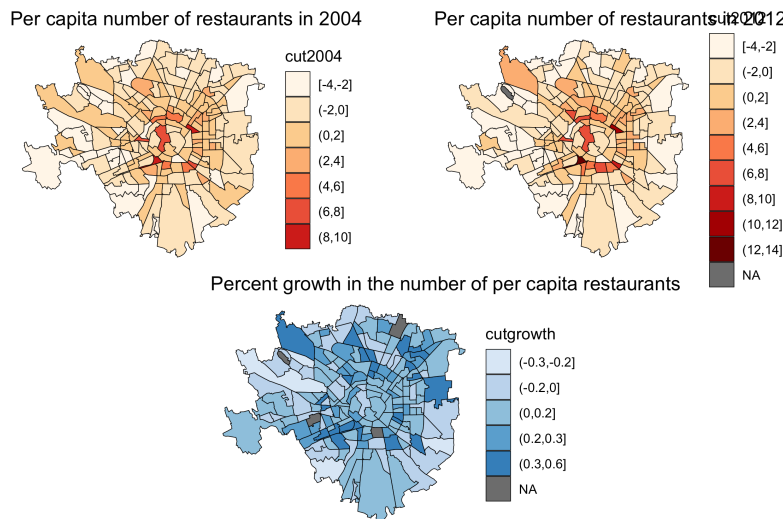 Per capita number of restaurants in 2004
cut2004
[-4,-2]
(-2,0]
(0,2]
(2,4]
(4,6]
(6,8]
(8,10]
Per capita number of restaurants in 2012
cut2012
[-4,-2]
(-2,0]
(0,2]
(2,4]
(4,6]
(6,8]
(8,10]
(10,12]
(12,14]
NA
Percent growth in the number of per capita restaurants
cutgrowth
(-0.3,-0.2]
(-0.2,0]
(0,0.2]
(0.2,0.3]
(0.3,0.6]
NA